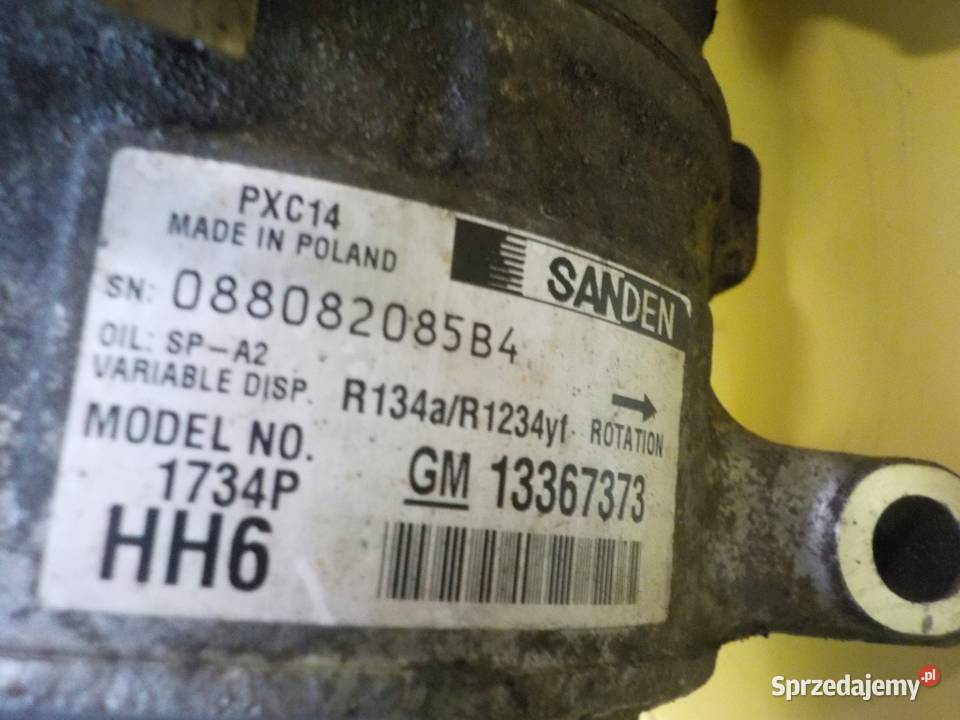 PXC14
MADE IN POLAND
SANDEN
SN: 088082085B4
OIL: SP-A2
VARIABLE DISP. R134a/R1234yf ROTATION
MODEL NO.
1734P
GM 13367373
HH6
Sprzedajemy.pl